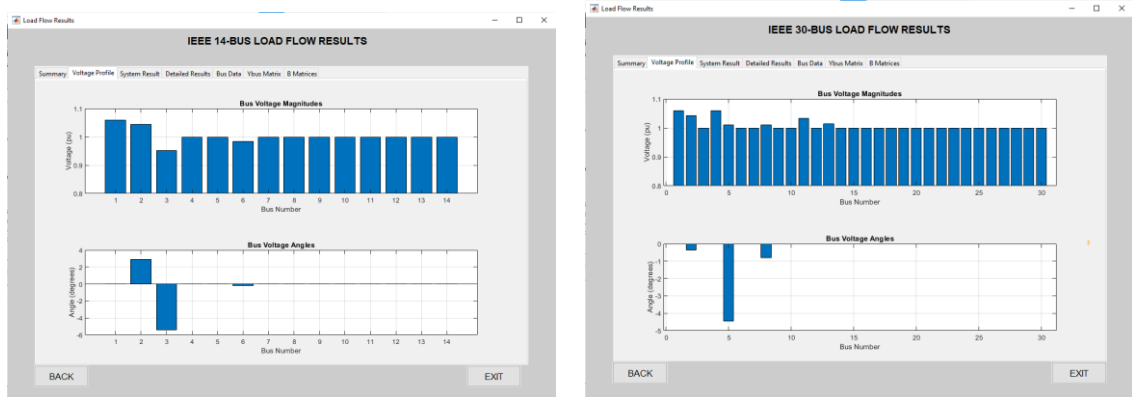 Load Flow Results
IEEE 14-BUS LOAD FLOW RESULTS
Summary Voltage Profile System Result Detailed Results Bus Data Ybus Matrix B Matrices
Bus Voltage Magnitudes
Voltage (pu)
1.1
1
0.9
0.8
1 2 3 4 5 6 7 8 9 10 11 12 13 14
Bus Number
Bus Voltage Angles
Angle (degrees)
4
2
0
-2
-4
-6
1 2 3 4 5 6 7 8 9 10 11 12 13 14
Bus Number
BACK EXIT
Load Flow Results
IEEE 30-BUS LOAD FLOW RESULTS
Summary Voltage Profile System Result Detailed Results Bus Data Ybus Matrix B Matrices
Bus Voltage Magnitudes
Voltage (pu)
1.1
1
0.9
0.8
0 5 10 15 20 25 30
Bus Number
Bus Voltage Angles
Angle (degrees)
0
-1
-2
-3
-4
-5
0 5 10 15 20 25 30
Bus Number
BACK EXIT